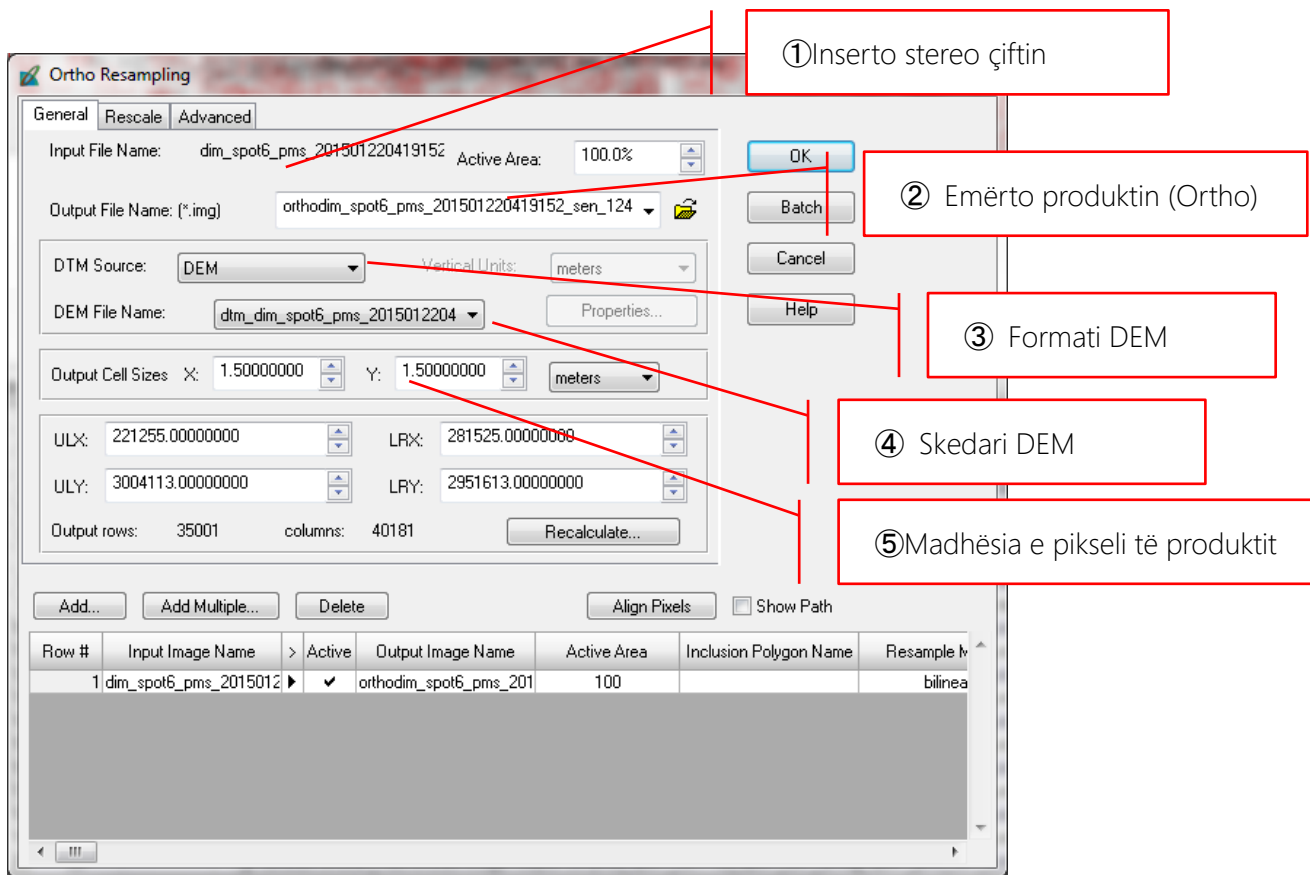 ①Inserto stereo çiftin
Ortho Resampling
General Rescale Advanced
Input File Name: dim_spot6_pms_201501220419152 Active Area: 100.0%
OK
② Emërto produktin (Ortho)
Output File Name: (*.img) orthodim_spot6_pms_201501220419152_sen_124
Batch
DTM Source: DEM Vertical Units: meters
Cancel
DEM File Name: dtm_dim_spot6_pms_2015012204 Properties...
Help
③ Formati DEM
Output Cell Sizes X: 1.50000000 Y: 1.50000000 meters
④ Skedari DEM
ULX: 221255.00000000 LRX: 281525.00000000
ULY: 3004113.00000000 LRY: 2951613.00000000
Output rows: 35001 columns: 40181 Recalculate...
⑤Madhësia e pikseli të produktit
Add... Add Multiple... Delete Align Pixels Show Path
Row # Input Image Name > Active Output Image Name Active Area Inclusion Polygon Name Resample M
1 dim_spot6_pms_2015012 orthodim_spot6_pms_201 100 bilinea